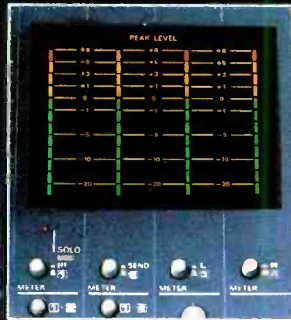 PEAK LEVEL
+8 +8 +8
+5 +5 +5
+3 +3 +3
+1 +1 +1
0 0 0
-1 -1 -1
-5 -5 -5
-10 -10 -10
-20 -20 -20
SOLO
SEND L R
METER METER METER METER